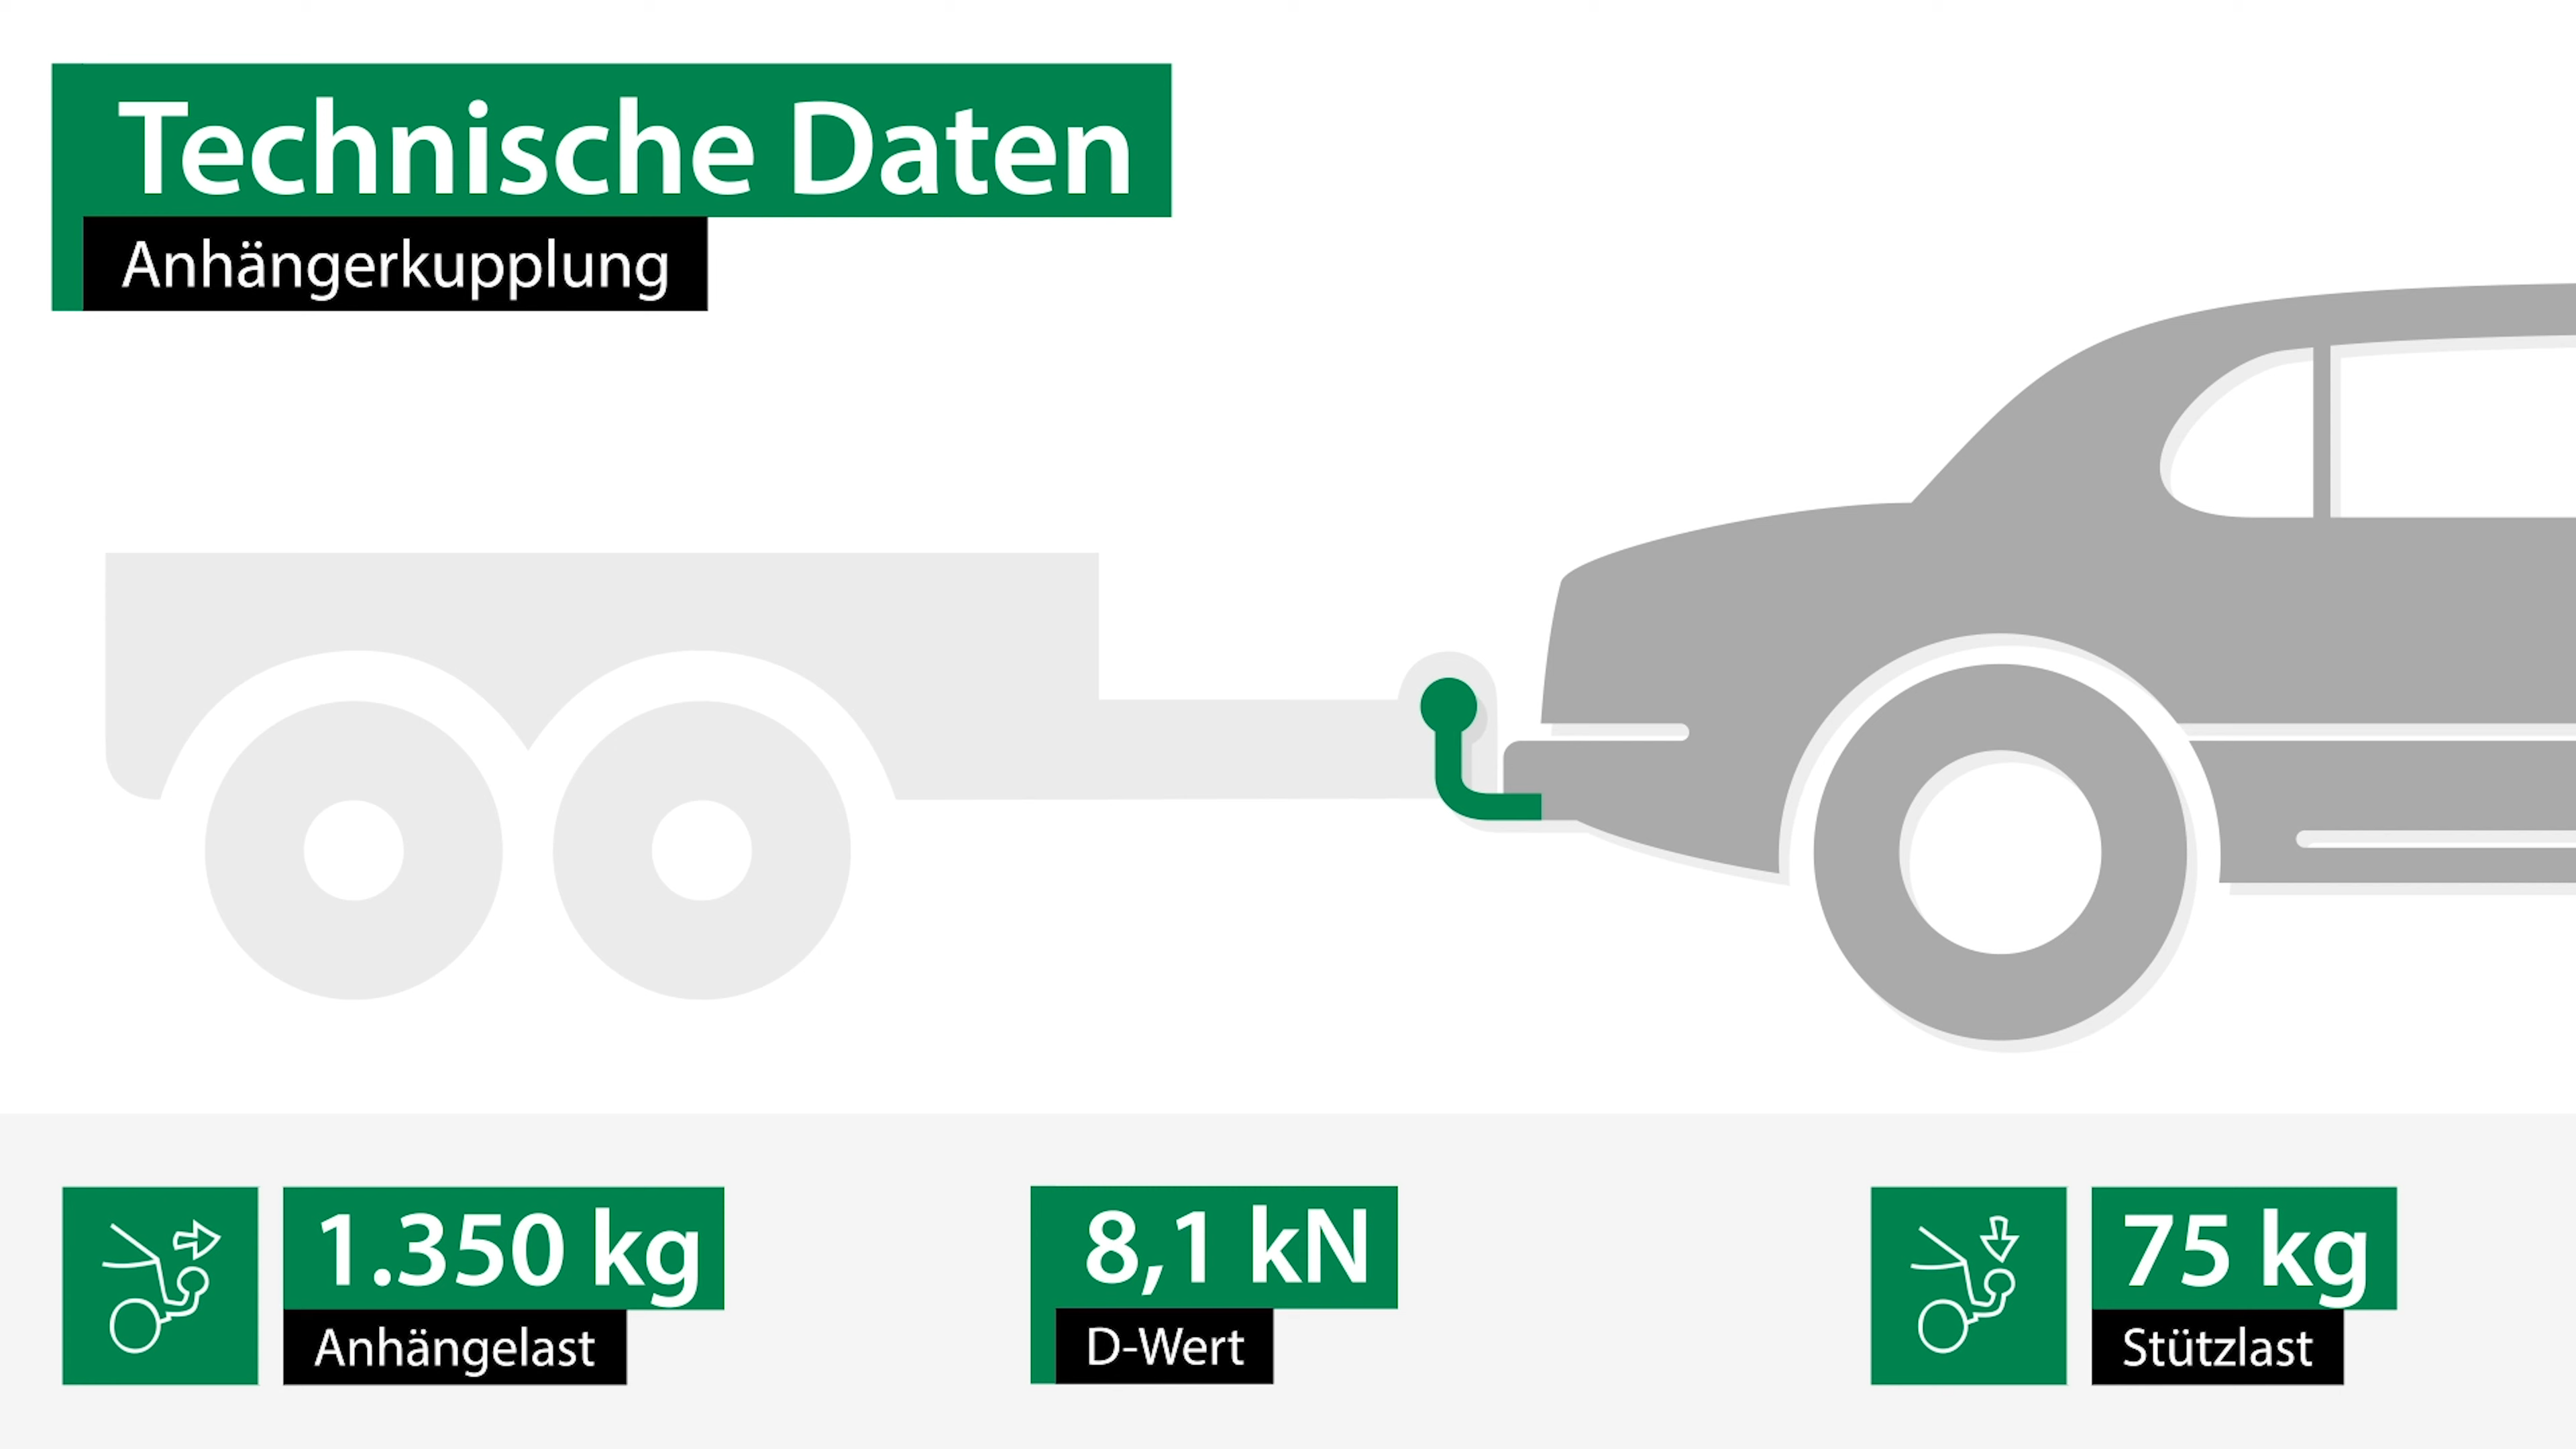 Technische Daten
Anhängerkupplung
1.350 kg
Anhängelast
8,1 kN
D-Wert
75 kg
Stützlast